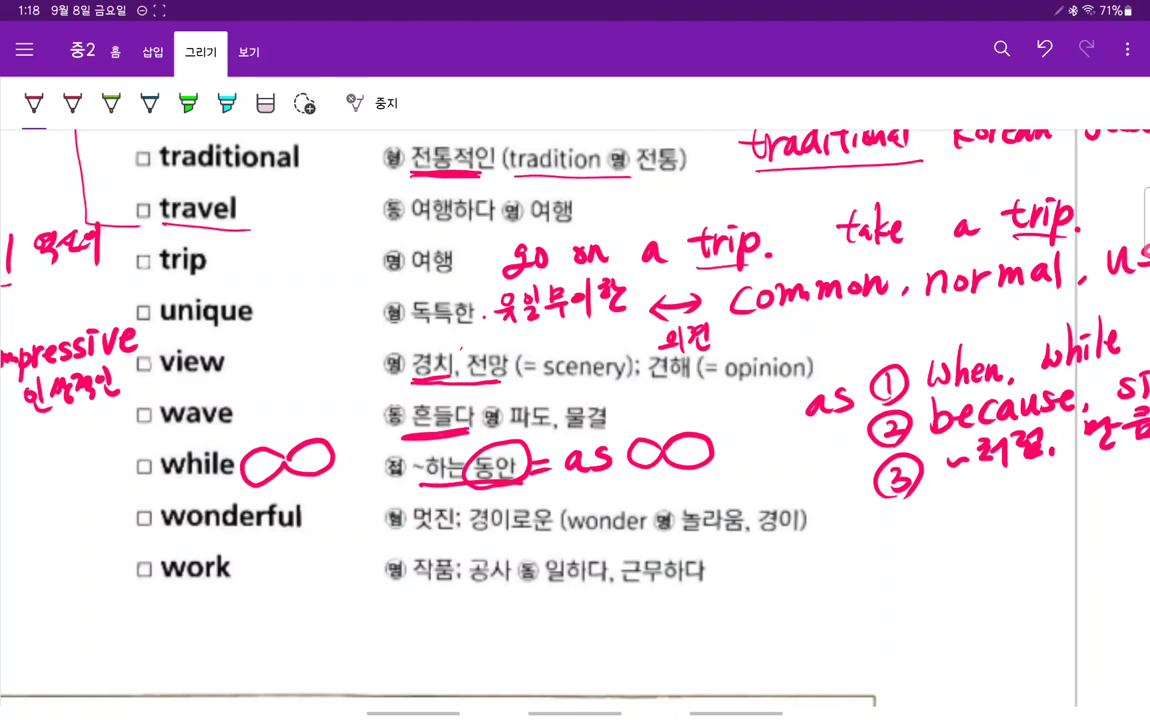 1:18 9월 8일 금요일 71%
중2 홈 삽입 그리기 보기
중지
traditional Korean
□ traditional 형 전통적인 (tradition 명 전통)
□ travel 동 여행하다 명 여행
□ trip 명 여행 go on a trip. take a trip.
□ unique 형 독특한. 유일무이한 ↔ common, normal, us
의견
mpressive
인상적인
□ view 명 경치, 전망 (= scenery); 견해 (= opinion)
as ① when, while
② because, si
③ ~처럼, 만큼
□ wave 동 흔들다 명 파도, 물결
□ while ∞ 접 ~하는 동안 = as ∞
□ wonderful 형 멋진; 경이로운 (wonder 명 놀라움, 경이)
□ work 명 작품; 공사 동 일하다, 근무하다